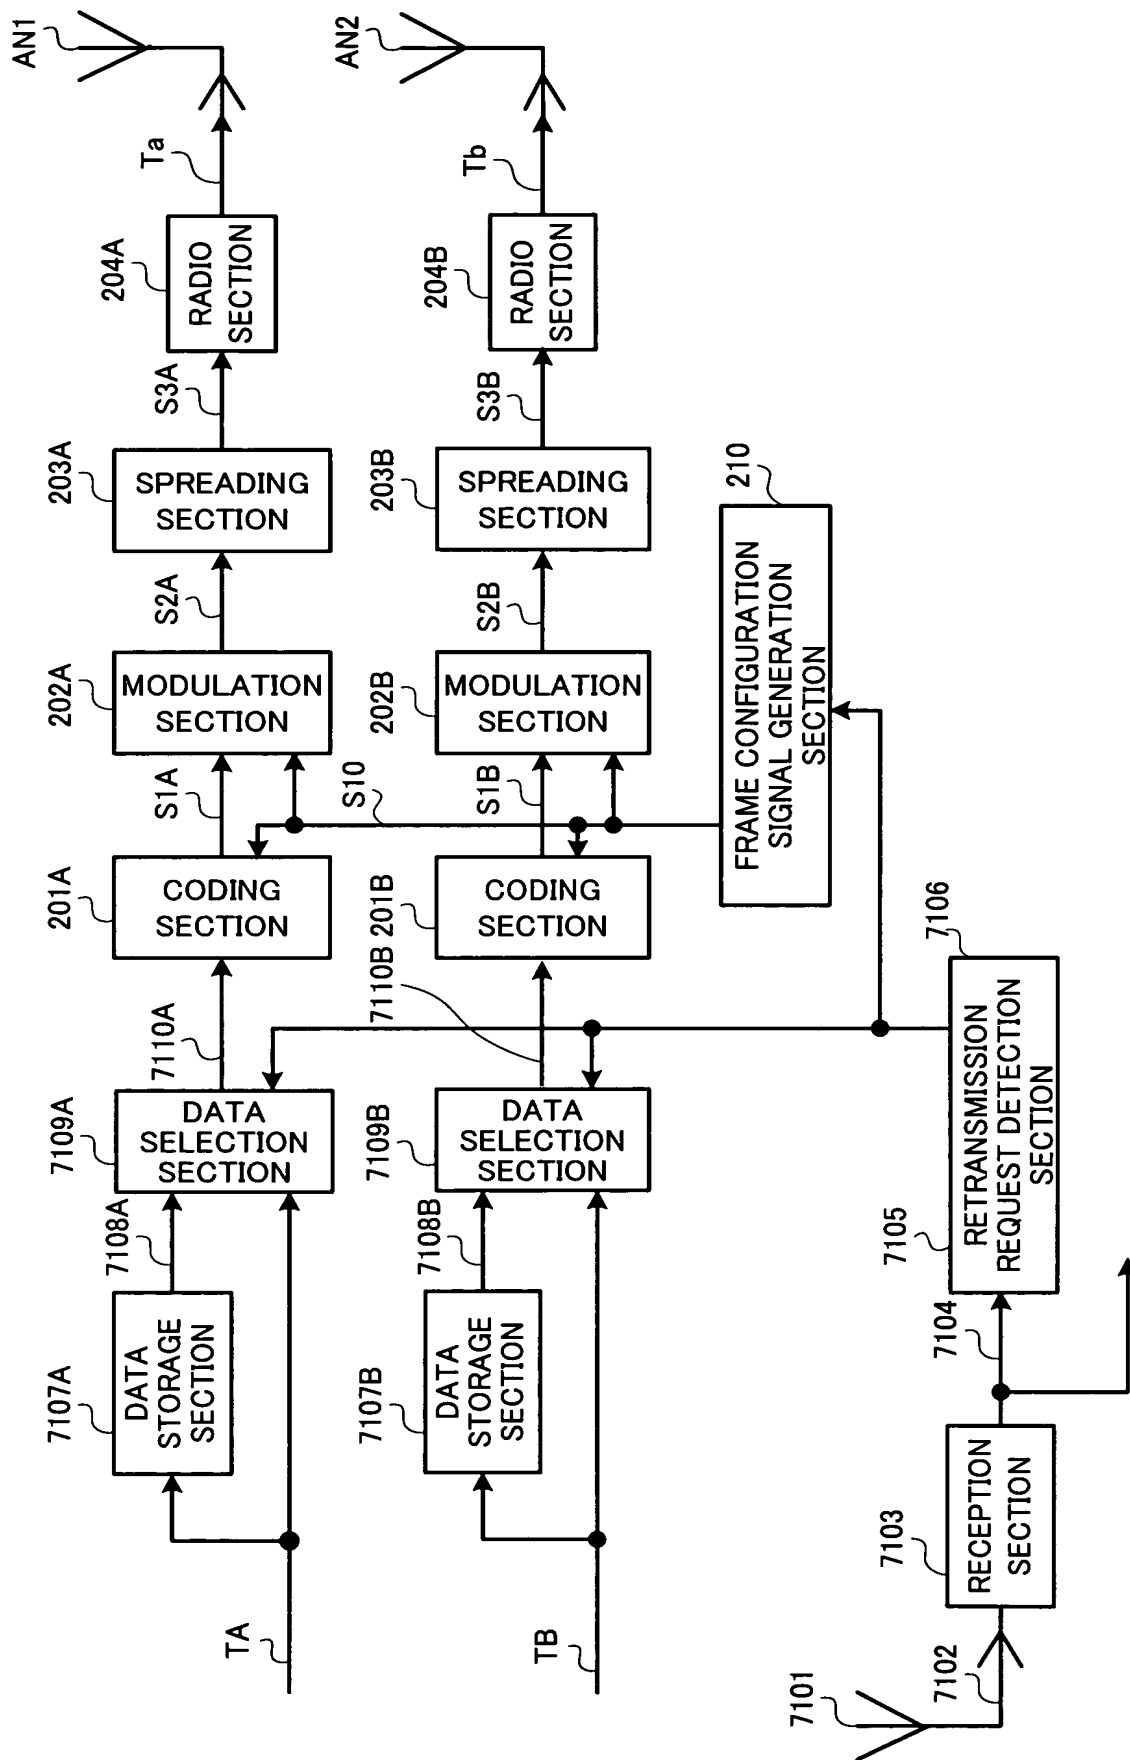 AN1
Ta
204A
RADIO
SECTION
S3A
203A
SPREADING
SECTION
S2A
202A
MODULATION
SECTION
S1A
201A
CODING
SECTION
7110A
7109A
DATA
SELECTION
SECTION
7108A
7107A
DATA
STORAGE
SECTION
TA
AN2
Tb
204B
RADIO
SECTION
S3B
203B
SPREADING
SECTION
S2B
202B
MODULATION
SECTION
S1B
S10
201B
CODING
SECTION
7110B
7109B
DATA
SELECTION
SECTION
7108B
7107B
DATA
STORAGE
SECTION
TB
210
FRAME CONFIGURATION
SIGNAL GENERATION
SECTION
7106
7105
RETRANSMISSION
REQUEST DETECTION
SECTION
7104
7103
RECEPTION
SECTION
7102
7101